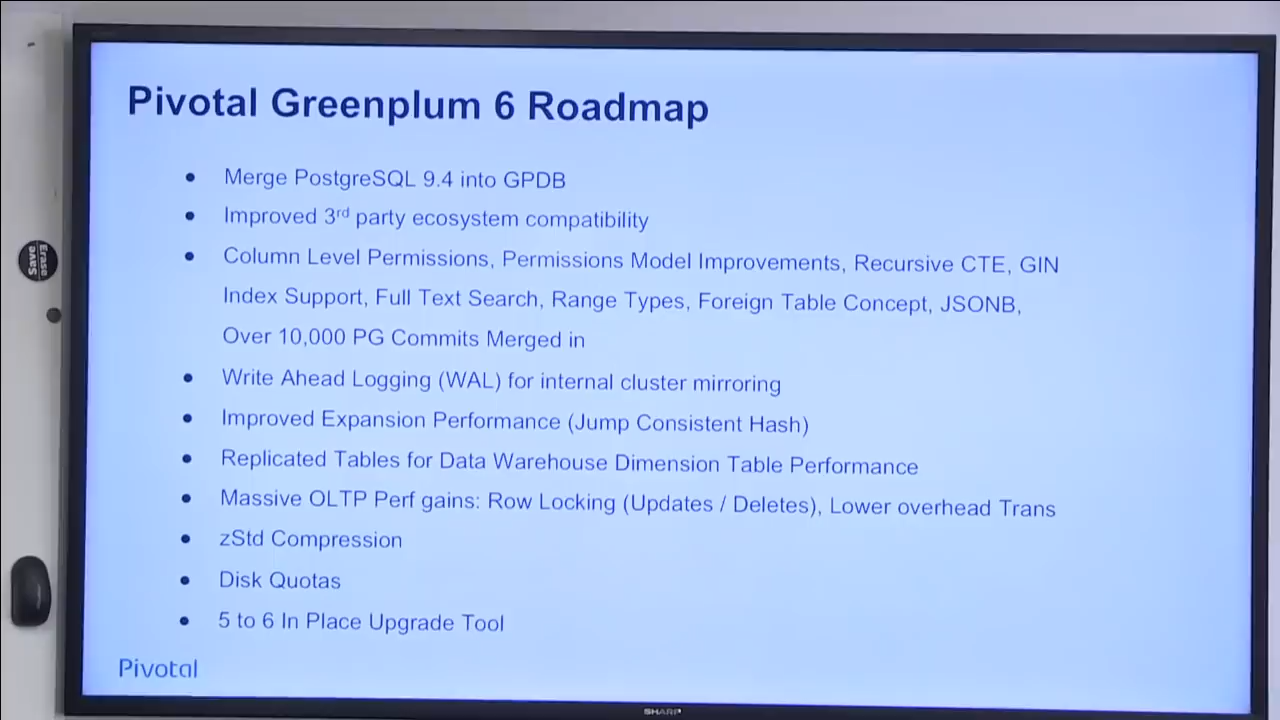 Pivotal Greenplum 6 Roadmap
• Merge PostgreSQL 9.4 into GPDB
• Improved 3rd party ecosystem compatibility
• Column Level Permissions, Permissions Model Improvements, Recursive CTE, GIN
Index Support, Full Text Search, Range Types, Foreign Table Concept, JSONB,
Over 10,000 PG Commits Merged in
• Write Ahead Logging (WAL) for internal cluster mirroring
• Improved Expansion Performance (Jump Consistent Hash)
• Replicated Tables for Data Warehouse Dimension Table Performance
• Massive OLTP Perf gains: Row Locking (Updates / Deletes), Lower overhead Trans
• zStd Compression
• Disk Quotas
• 5 to 6 In Place Upgrade Tool
Pivotal
SHARP
Save
Erase